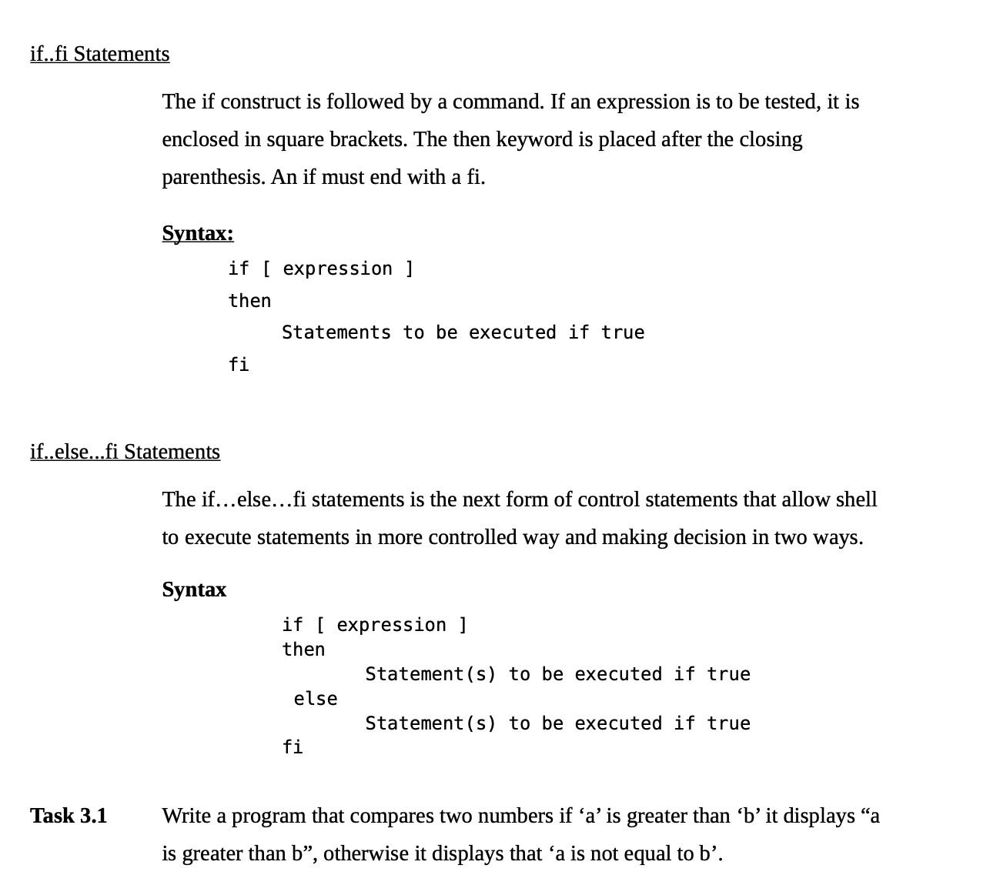 if..fi Statements
The if construct is followed by a command. If an expression is to be tested, it is
enclosed in square brackets. The then keyword is placed after the closing
parenthesis. An if must end with a fi.
Syntax:
if [ expression ]
then
Statements to be executed if true
fi
if..else...fi Statements
The if…else…fi statements is the next form of control statements that allow shell
to execute statements in more controlled way and making decision in two ways.
Syntax
if [ expression ]
then
Statement(s) to be executed if true
else
Statement(s) to be executed if true
fi
Task 3.1 Write a program that compares two numbers if ‘a’ is greater than ‘b’ it displays “a
is greater than b”, otherwise it displays that ‘a is not equal to b’.